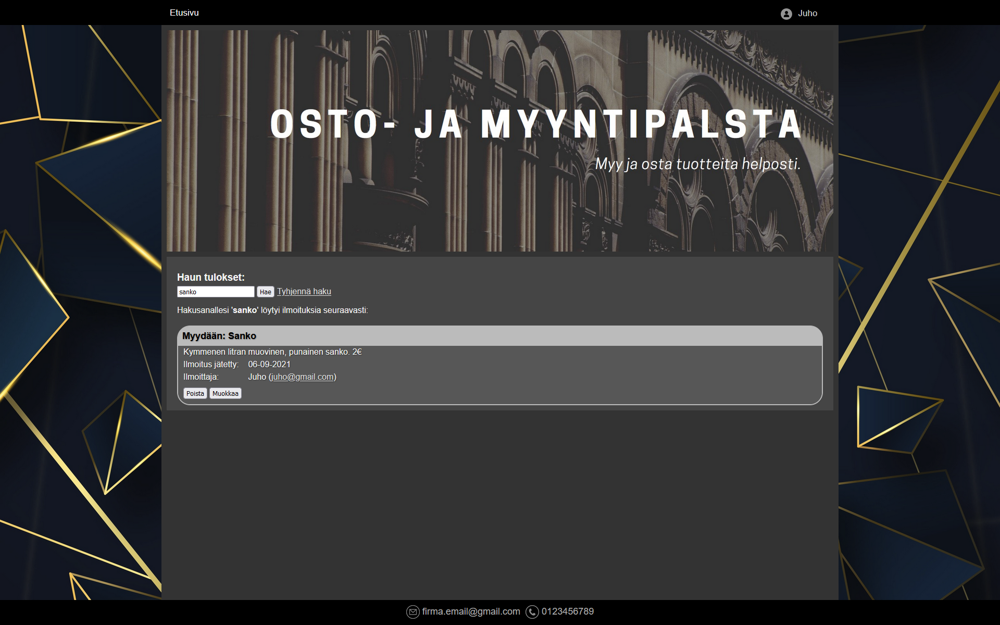 Etusivu
Juho
OSTO- JA MYYNTIPALSTA
Myy ja osta tuotteita helposti.
Haun tulokset:
sanko Hae Tyhjennä haku
Hakusanallesi 'sanko' löytyi ilmoituksia seuraavasti:
Myydään: Sanko
Kymmenen litran muovinen, punainen sanko. 2€
Ilmoitus jätetty: 06-09-2021
Ilmoittaja: Juho (juho@gmail.com)
Poista Muokkaa
firma.email@gmail.com 0123456789